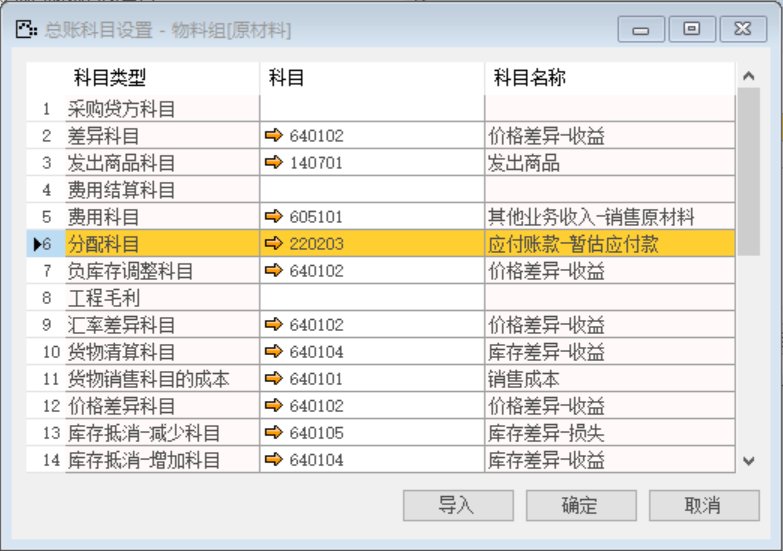 总账科目设置 - 物料组[原材料]
科目类型 科目 科目名称
1 采购贷方科目
2 差异科目 640102 价格差异-收益
3 发出商品科目 140701 发出商品
4 费用结算科目
5 费用科目 605101 其他业务收入-销售原材料
6 分配科目 220203 应付账款-暂估应付款
7 负库存调整科目 640102 价格差异-收益
8 工程毛利
9 汇率差异科目 640102 价格差异-收益
10 货物清算科目 640104 库存差异-收益
11 货物销售科目的成本 640101 销售成本
12 价格差异科目 640102 价格差异-收益
13 库存抵消-减少科目 640105 库存差异-损失
14 库存抵消-增加科目 640104 库存差异-收益
导入 确定 取消